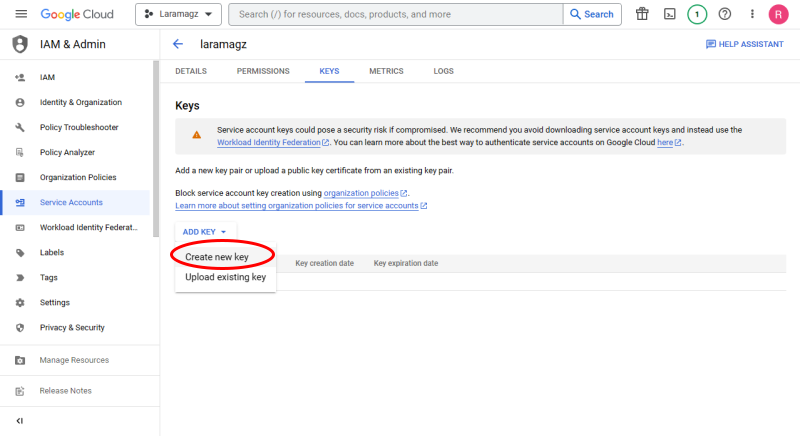 Google Cloud
Laramagz
Search (/) for resources, docs, products, and more
Search
1
R
IAM & Admin
laramagz
HELP ASSISTANT
IAM
Identity & Organization
Policy Troubleshooter
Policy Analyzer
Organization Policies
Service Accounts
Workload Identity Federat...
Labels
Tags
Settings
Privacy & Security
Manage Resources
Release Notes
DETAILS
PERMISSIONS
KEYS
METRICS
LOGS
Keys
Service account keys could pose a security risk if compromised. We recommend you avoid downloading service account keys and instead use the
Workload Identity Federation. You can learn more about the best way to authenticate service accounts on Google Cloud here.
Add a new key pair or upload a public key certificate from an existing key pair.
Block service account key creation using organization policies.
Learn more about setting organization policies for service accounts
ADD KEY
Create new key
Upload existing key
Key creation date
Key expiration date